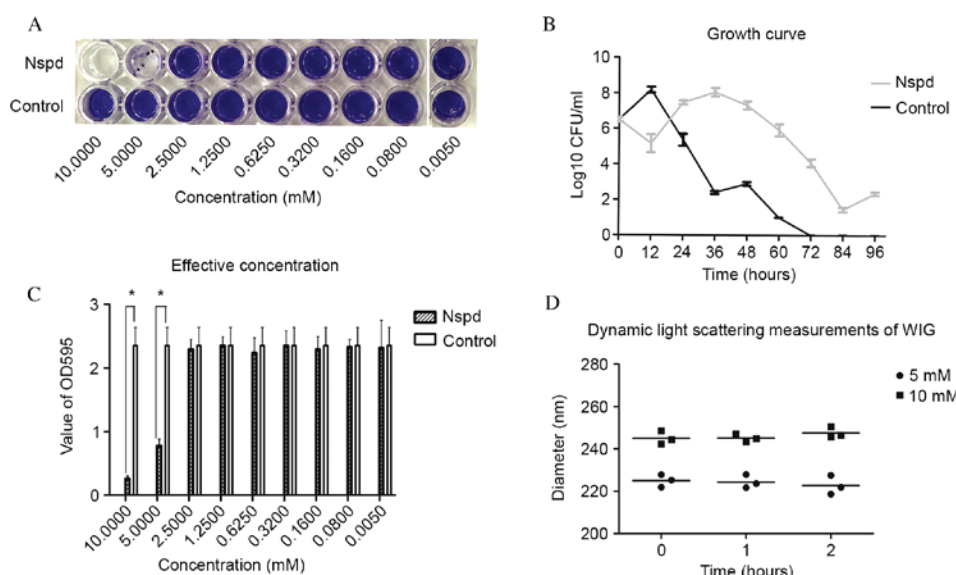 A
Nspd
Control
10.0000 5.0000 2.5000 1.2500 0.6250 0.3200 0.1600 0.0800 0.0050
Concentration (mM)
B
Growth curve
Nspd
Control
Log10 CFU/ml
10
8
6
4
2
0
0 12 24 36 48 60 72 84 96
Time (hours)
C
Effective concentration
* *
Nspd
Control
Value of OD595
3
2
1
0
10.0000 5.0000 2.5000 1.2500 0.6250 0.3200 0.1600 0.0800 0.0050
Concentration (mM)
D
Dynamic light scattering measurements of WIG
5 mM
10 mM
Diameter (nm)
260
240
220
200
0 1 2
Time (hours)